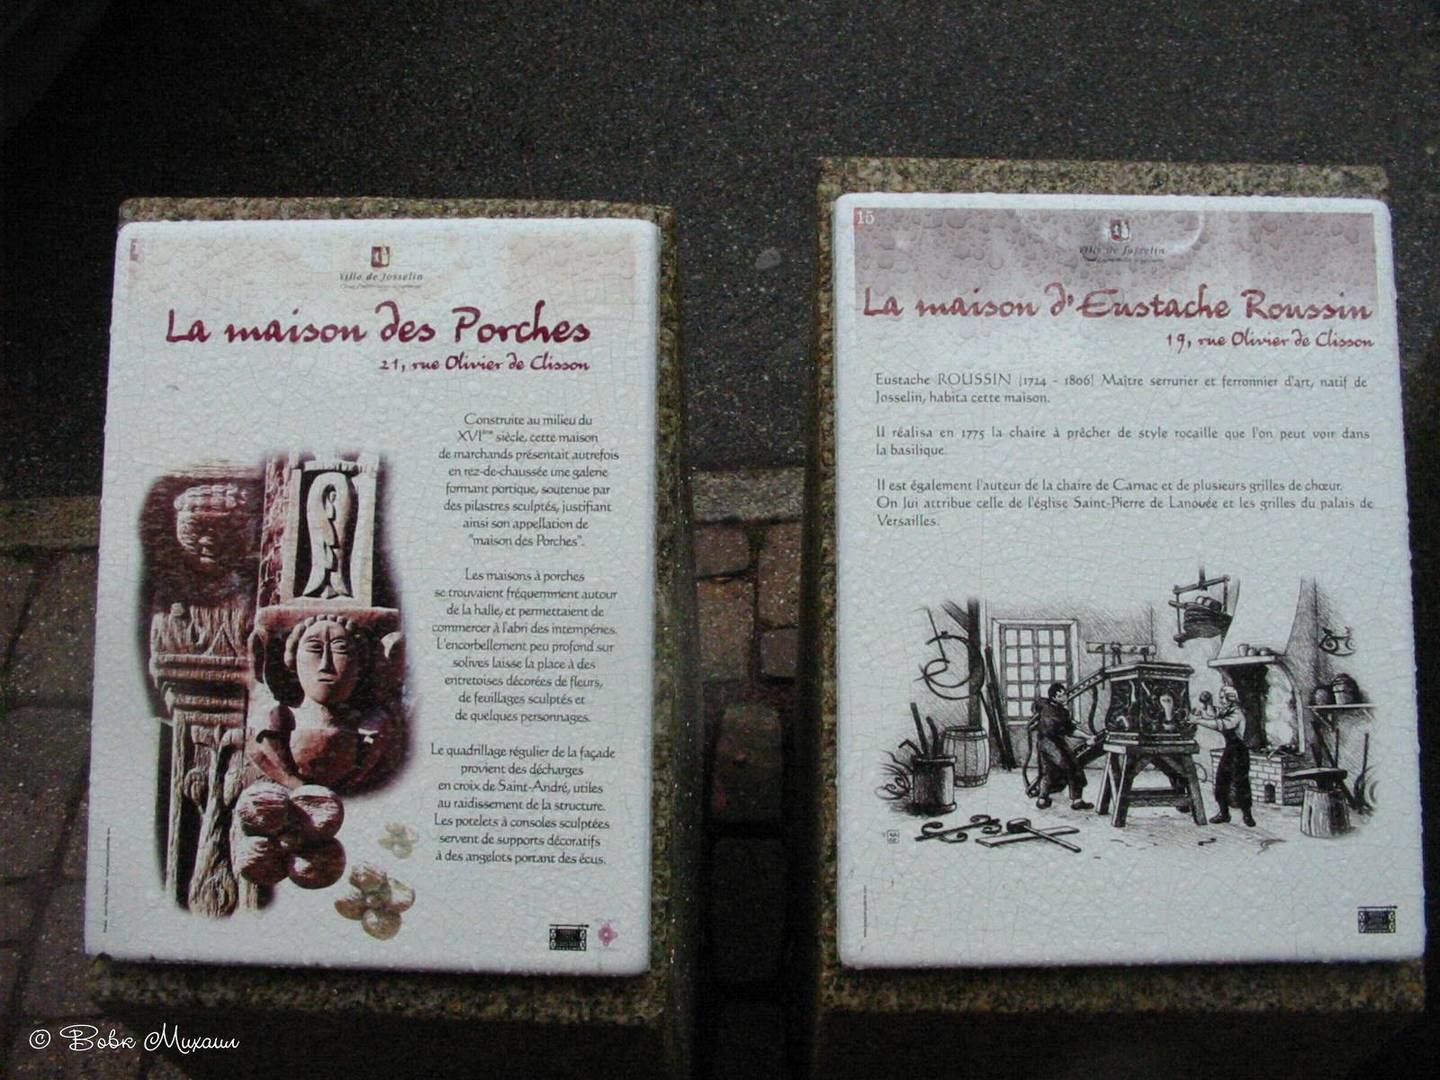 Ville de Josselin
La maison des Porches
21, rue Olivier de Clisson
Construite au milieu du
XVIème siècle, cette maison
de marchands présentait autrefois
en rez-de-chaussée une galerie
formant portique, soutenue par
des pilastres sculptés, justifiant
ainsi son appellation de
"maison des Porches".
Les maisons à porches
se trouvaient fréquemment autour
de la halle, et permettaient de
commercer à l'abri des intempéries.
L'encorbellement peu profond sur
solives laisse la place à des
entretoises décorées de fleurs,
de feuillages sculptés et
de quelques personnages.
Le quadrillage régulier de la façade
provient des décharges
en croix de Saint-André, utiles
au raidissement de la structure.
Les potelets à consoles sculptées
servent de supports décoratifs
à des angelots portant des écus.
15
Ville de Josselin
La maison d'Eustache Roussin
19, rue Olivier de Clisson
Eustache ROUSSIN [1724 - 1806] Maître serrurier et ferronnier d'art, natif de
Josselin, habita cette maison.
Il réalisa en 1775 la chaire à prêcher de style rocaille que l'on peut voir dans
la basilique.
Il est également l'auteur de la chaire de Carnac et de plusieurs grilles de chœur.
On lui attribue celle de l'église Saint-Pierre de Lanouée et les grilles du palais de
Versailles.
© Вовк Михаил